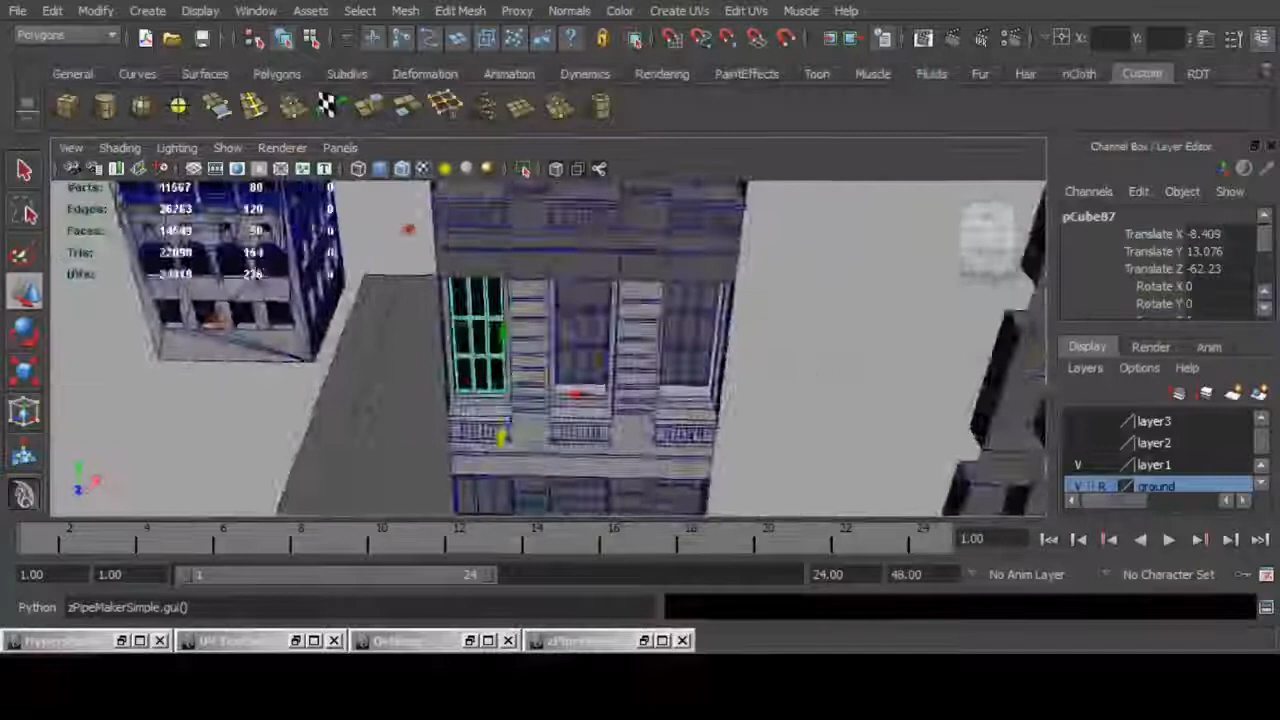 File Edit Modify Create Display Window Assets Select Mesh Edit Mesh Proxy Normals Color Create UVs Edit UVs Muscle Help
Polygons X: Y:
General Curves Surfaces Polygons Subdivs Deformation Animation Dynamics Rendering PaintEffects Toon Muscle Fluids Fur Hair nCloth Custom RDT
View Shading Lighting Show Renderer Panels
Channel Box / Layer Editor
Channels Edit Object Show
pCube87
Translate X -8.409
Translate Y 13.076
Translate Z -62.23
Rotate X 0
Rotate Y 0
Verts: 11567 80 0
Edges: 26263 120 0
Faces: 0
Tris: 0
UVs: 0
Display Render Anim
Layers Options Help
layer3
layer2
V layer1
V R ground
2 4 6 8 10 12 14 16 18 20 22 24 1.00
1.00 1.00 1 24 24.00 48.00 No Anim Layer No Character Set
Python zPipeMakerSimple.gui()